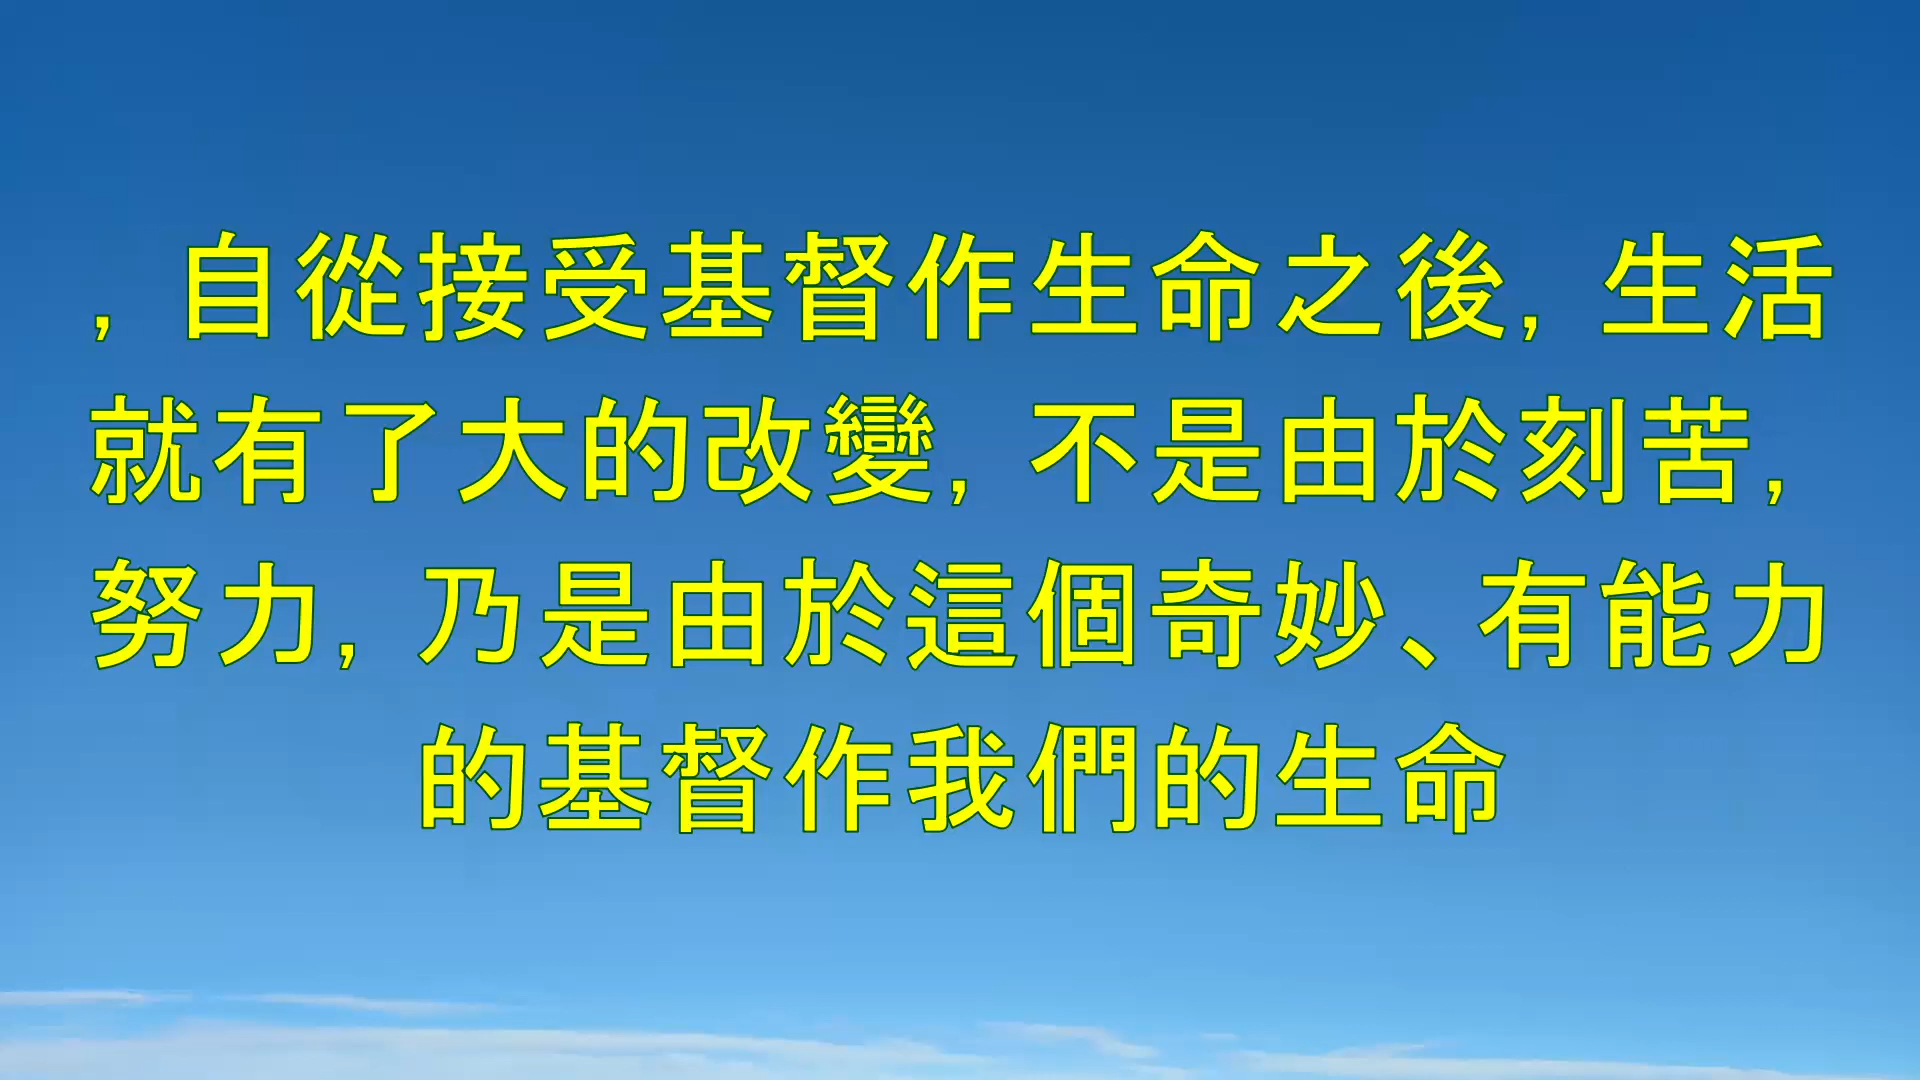 , 自從接受基督作生命之後, 生活
就有了大的改變, 不是由於刻苦,
努力, 乃是由於這個奇妙、有能力
的基督作我們的生命